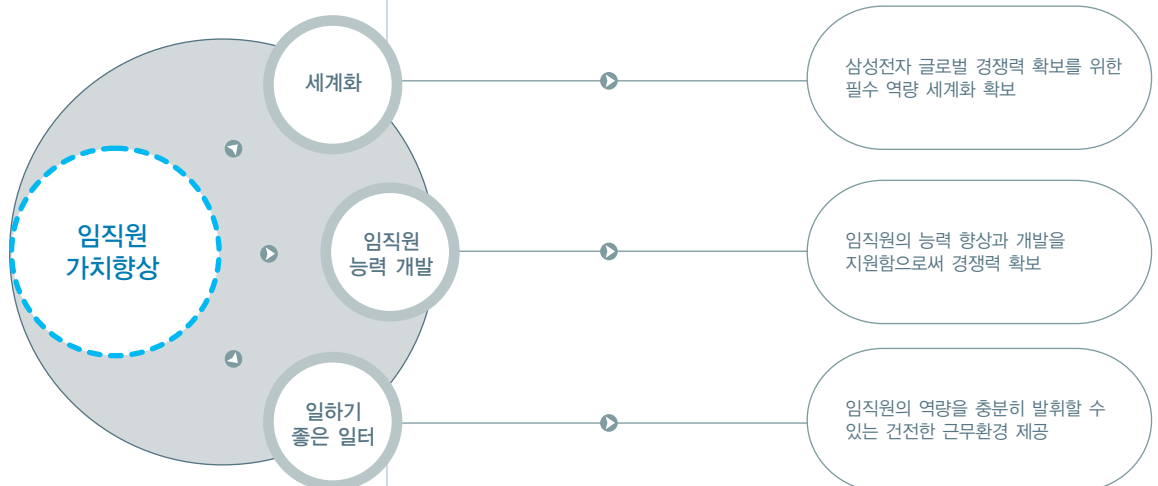 세계화
삼성전자 글로벌 경쟁력 확보를 위한
필수 역량 세계화 확보
임직원
가치향상
임직원
능력 개발
임직원의 능력 향상과 개발을
지원함으로써 경쟁력 확보
일하기
좋은 일터
임직원의 역량을 충분히 발휘할 수
있는 건전한 근무환경 제공